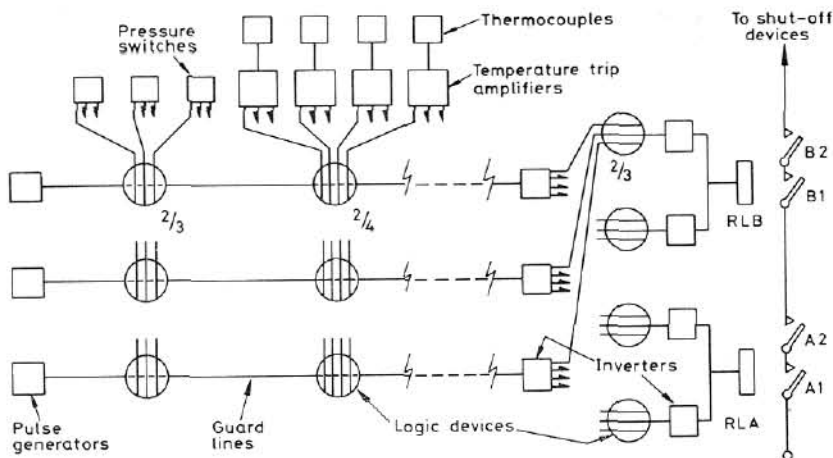 Thermocouples
To shut-off
devices
Pressure
switches
Temperature trip
amplifiers
2/3
B2
2/3
2/4
RLB
B1
A2
Inverters
A1
Pulse
generators
Guard
lines
Logic devices
RLA